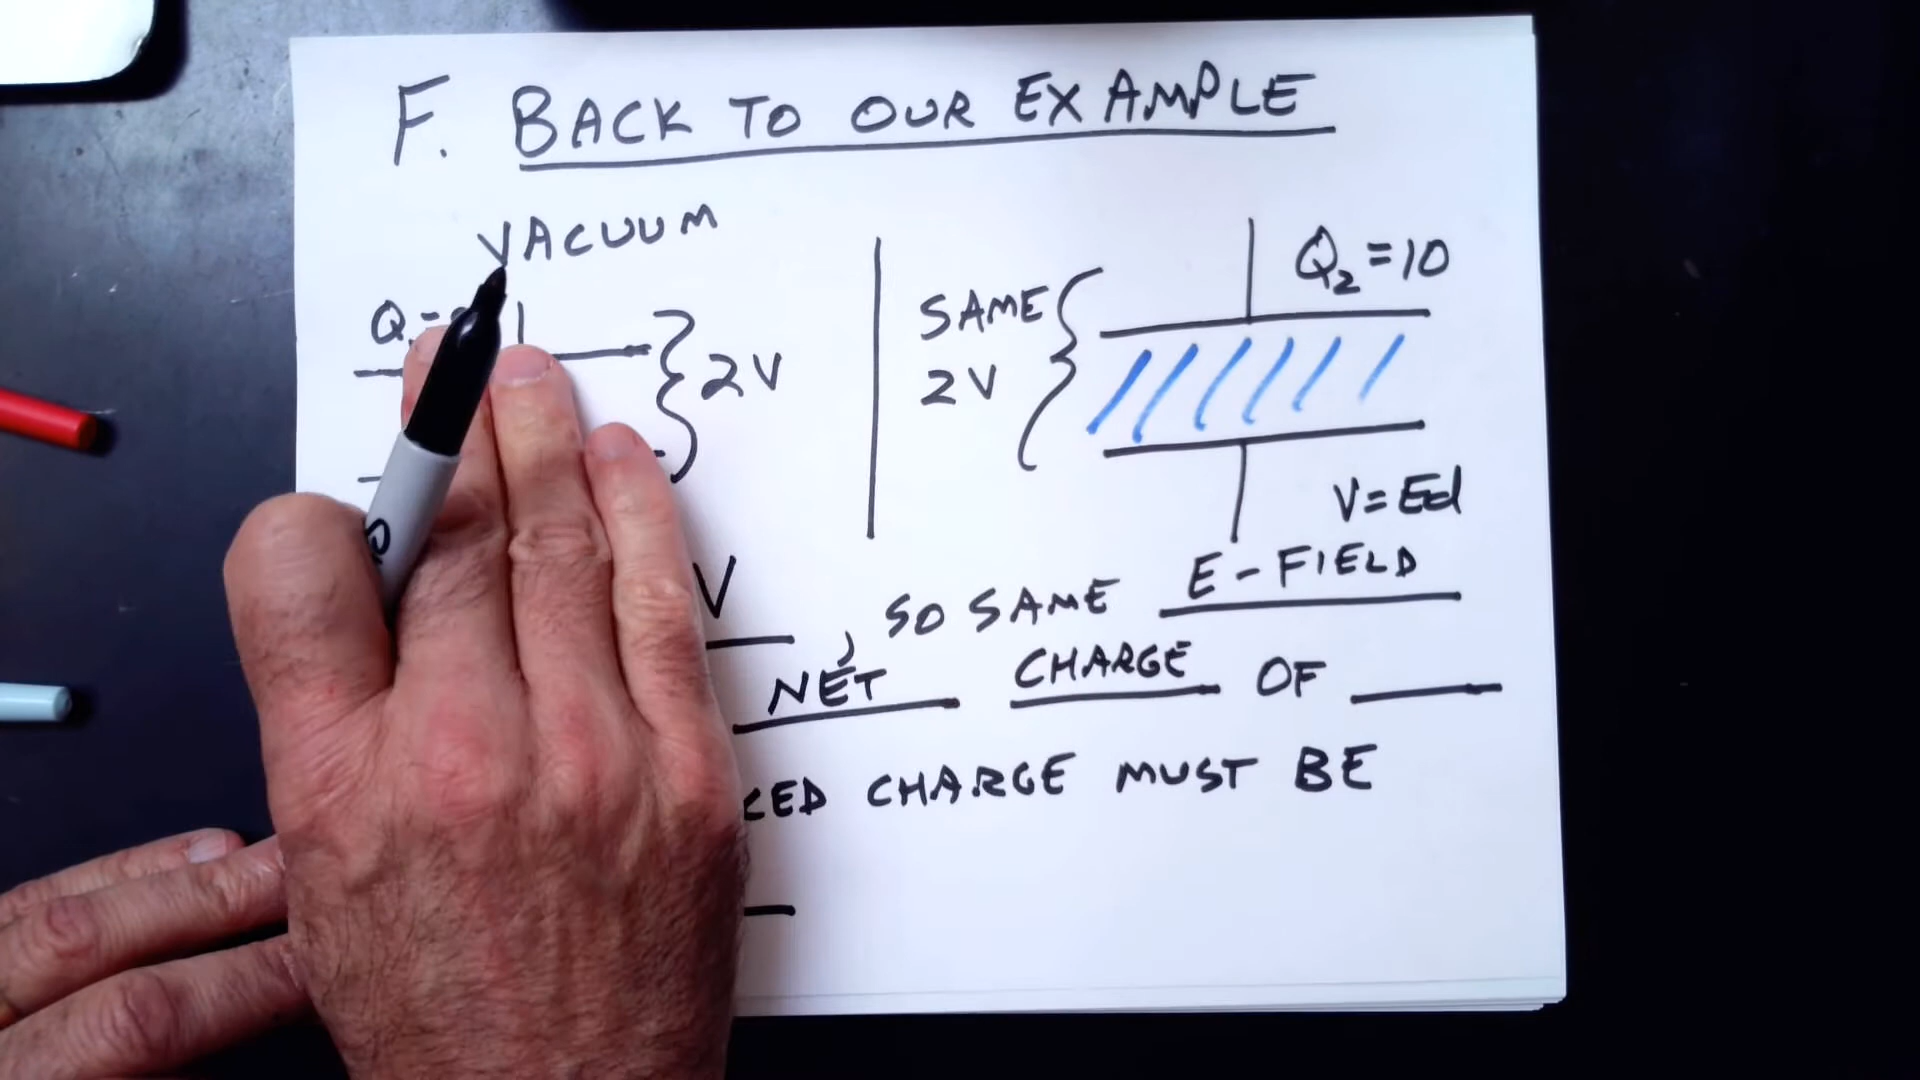 F. BACK TO OUR EXAMPLE
VACUUM
Q
2V
SAME
2V
Q2=10
V=Ed
V, SO SAME E-FIELD
NET CHARGE OF
CHARGE MUST BE